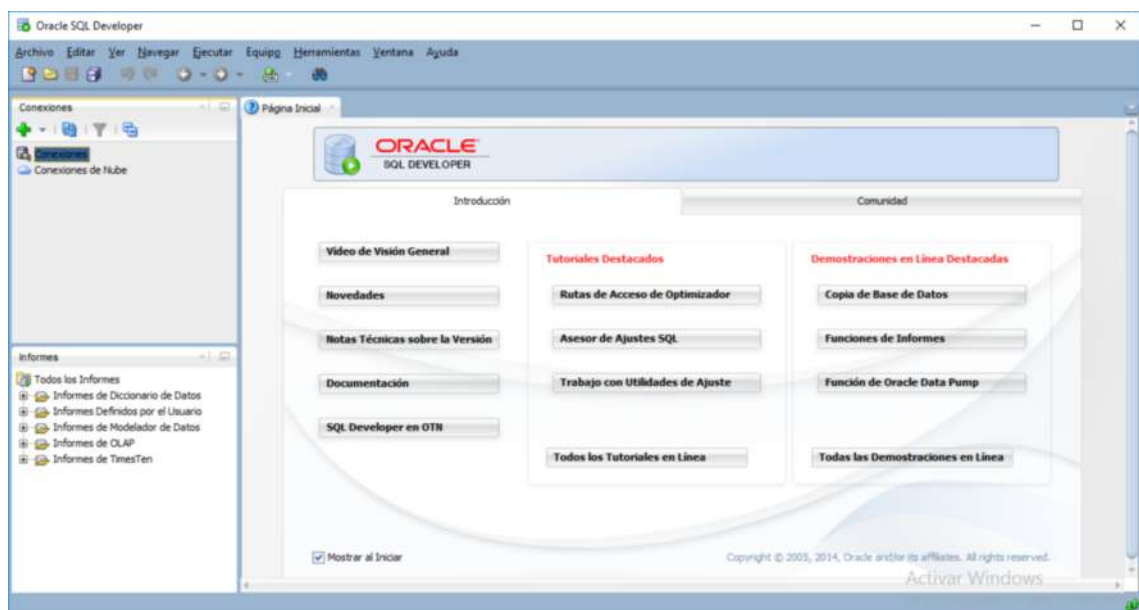 Oracle SQL Developer
Archivo Editar Ver Navegar Ejecutar Equipo Herramientas Ventana Ayuda
Conexiones
Conexiones
Conexiones de Nube
Informes
Todos los Informes
Informes de Diccionario de Datos
Informes Definidos por el Usuario
Informes de Modelador de Datos
Informes de OLAP
Informes de TimesTen
Página Inicial
ORACLE
SQL DEVELOPER
Introducción
Comunidad
Vídeo de Visión General
Novedades
Notas Técnicas sobre la Versión
Documentación
SQL Developer en OTN
Tutoriales Destacados
Rutas de Acceso de Optimizador
Asesor de Ajustes SQL
Trabajo con Utilidades de Ajuste
Todos los Tutoriales en Línea
Demostraciones en Línea Destacadas
Copia de Base de Datos
Funciones de Informes
Función de Oracle Data Pump
Todas las Demostraciones en Línea
Mostrar al Iniciar
Copyright © 2005, 2014, Oracle and/or its affiliates. All rights reserved.
Activar Windows